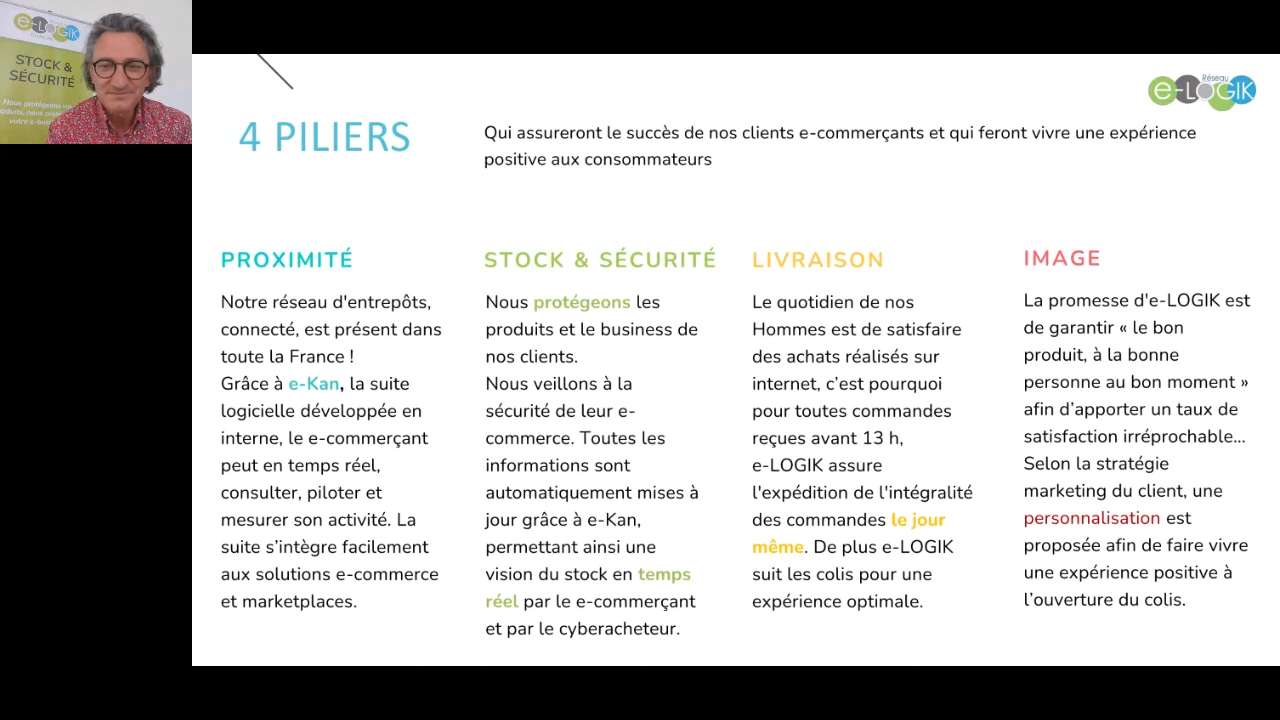 e-LOGIK
STOCK &
SÉCURITÉ
Nous protégeons
4 PILIERS
Qui assureront le succès de nos clients e-commerçants et qui feront vivre une expérience
positive aux consommateurs
Réseau
e-LOGIK
PROXIMITÉ
Notre réseau d'entrepôts,
connecté, est présent dans
toute la France !
Grâce à e-Kan, la suite
logicielle développée en
interne, le e-commerçant
peut en temps réel,
consulter, piloter et
mesurer son activité. La
suite s’intègre facilement
aux solutions e-commerce
et marketplaces.
STOCK & SÉCURITÉ
Nous protégeons les
produits et le business de
nos clients.
Nous veillons à la
sécurité de leur e-
commerce. Toutes les
informations sont
automatiquement mises à
jour grâce à e-Kan,
permettant ainsi une
vision du stock en temps
réel par le e-commerçant
et par le cyberacheteur.
LIVRAISON
Le quotidien de nos
Hommes est de satisfaire
des achats réalisés sur
internet, c’est pourquoi
pour toutes commandes
reçues avant 13 h,
e-LOGIK assure
l'expédition de l'intégralité
des commandes le jour
même. De plus e-LOGIK
suit les colis pour une
expérience optimale.
IMAGE
La promesse d'e-LOGIK est
de garantir « le bon
produit, à la bonne
personne au bon moment »
afin d’apporter un taux de
satisfaction irréprochable...
Selon la stratégie
marketing du client, une
personnalisation est
proposée afin de faire vivre
une expérience positive à
l’ouverture du colis.